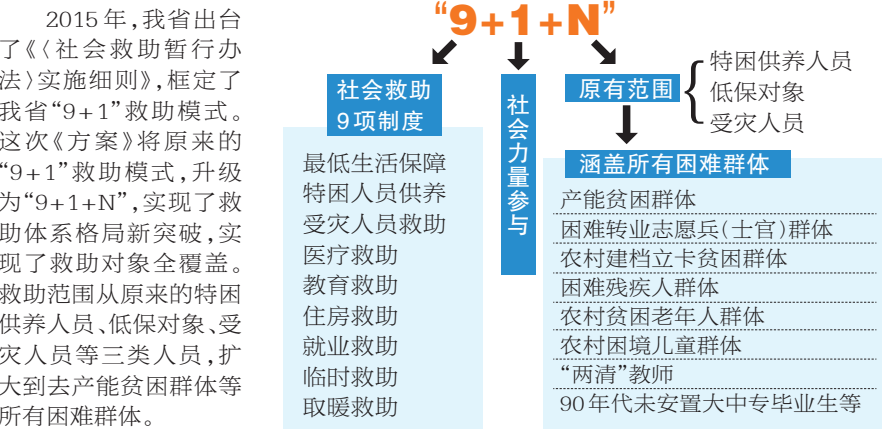 2015年,我省出台
了《〈社会救助暂行办
法〉实施细则》,框定了
我省“9+1”救助模式。
这次《方案》将原来的
“9+1”救助模式,升级
为“9+1+N”,实现了救
助体系格局新突破,实
现了救助对象全覆盖。
救助范围从原来的特困
供养人员、低保对象、受
灾人员等三类人员,扩
大到去产能贫困群体等
所有困难群体。
“9+1+N”
社会救助
9项制度
最低生活保障
特困人员供养
受灾人员救助
医疗救助
教育救助
住房救助
就业救助
临时救助
取暖救助
社会力量参与
原有范围
特困供养人员
低保对象
受灾人员
涵盖所有困难群体
产能贫困群体
困难转业志愿兵(士官)群体
农村建档立卡贫困群体
困难残疾人群体
农村贫困老年人群体
农村困境儿童群体
“两清”教师
90年代未安置大中专毕业生等